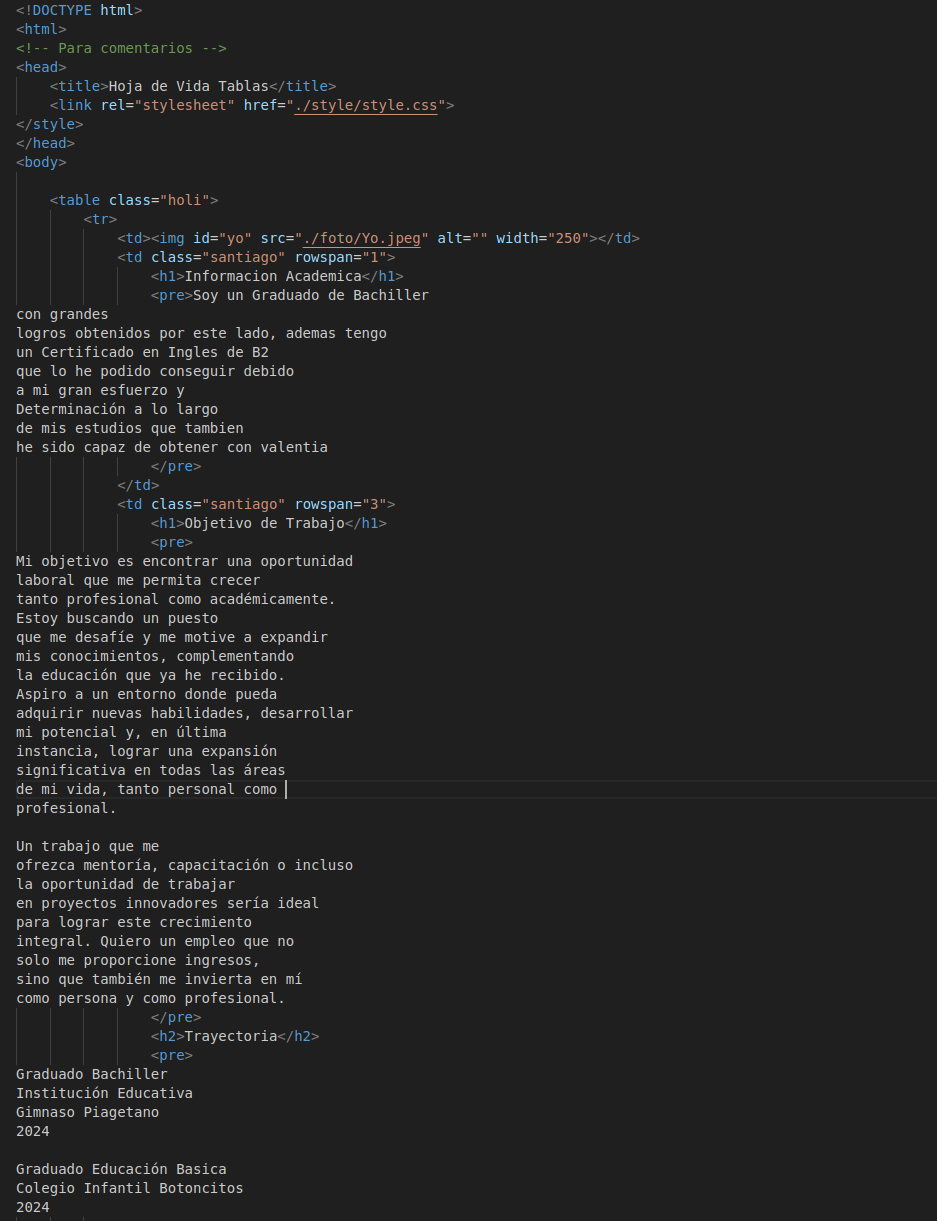 <!DOCTYPE html>
<html>
<!-- Para comentarios -->
<head>
    <title>Hoja de Vida Tablas</title>
    <link rel="stylesheet" href="./style/style.css">
</style>
</head>
<body>

    <table class="holi">
        <tr>
            <td><img id="yo" src="./foto/Yo.jpeg" alt="" width="250"></td>
            <td class="santiago" rowspan="1">
                <h1>Informacion Academica</h1>
                <pre>Soy un Graduado de Bachiller
con grandes
logros obtenidos por este lado, ademas tengo
un Certificado en Ingles de B2
que lo he podido conseguir debido
a mi gran esfuerzo y
Determinación a lo largo
de mis estudios que tambien
he sido capaz de obtener con valentia
                </pre>
            </td>
            <td class="santiago" rowspan="3">
                <h1>Objetivo de Trabajo</h1>
                <pre>
Mi objetivo es encontrar una oportunidad
laboral que me permita crecer
tanto profesional como académicamente.
Estoy buscando un puesto
que me desafíe y me motive a expandir
mis conocimientos, complementando
la educación que ya he recibido.
Aspiro a un entorno donde pueda
adquirir nuevas habilidades, desarrollar
mi potencial y, en última
instancia, lograr una expansión
significativa en todas las áreas
de mi vida, tanto personal como
profesional.

Un trabajo que me
ofrezca mentoría, capacitación o incluso
la oportunidad de trabajar
en proyectos innovadores sería ideal
para lograr este crecimiento
integral. Quiero un empleo que no
solo me proporcione ingresos,
sino que también me invierta en mí
como persona y como profesional.
                </pre>
                <h2>Trayectoria</h2>
                <pre>
Graduado Bachiller
Institución Educativa
Gimnaso Piagetano
2024

Graduado Educación Basica
Colegio Infantil Botoncitos
2024